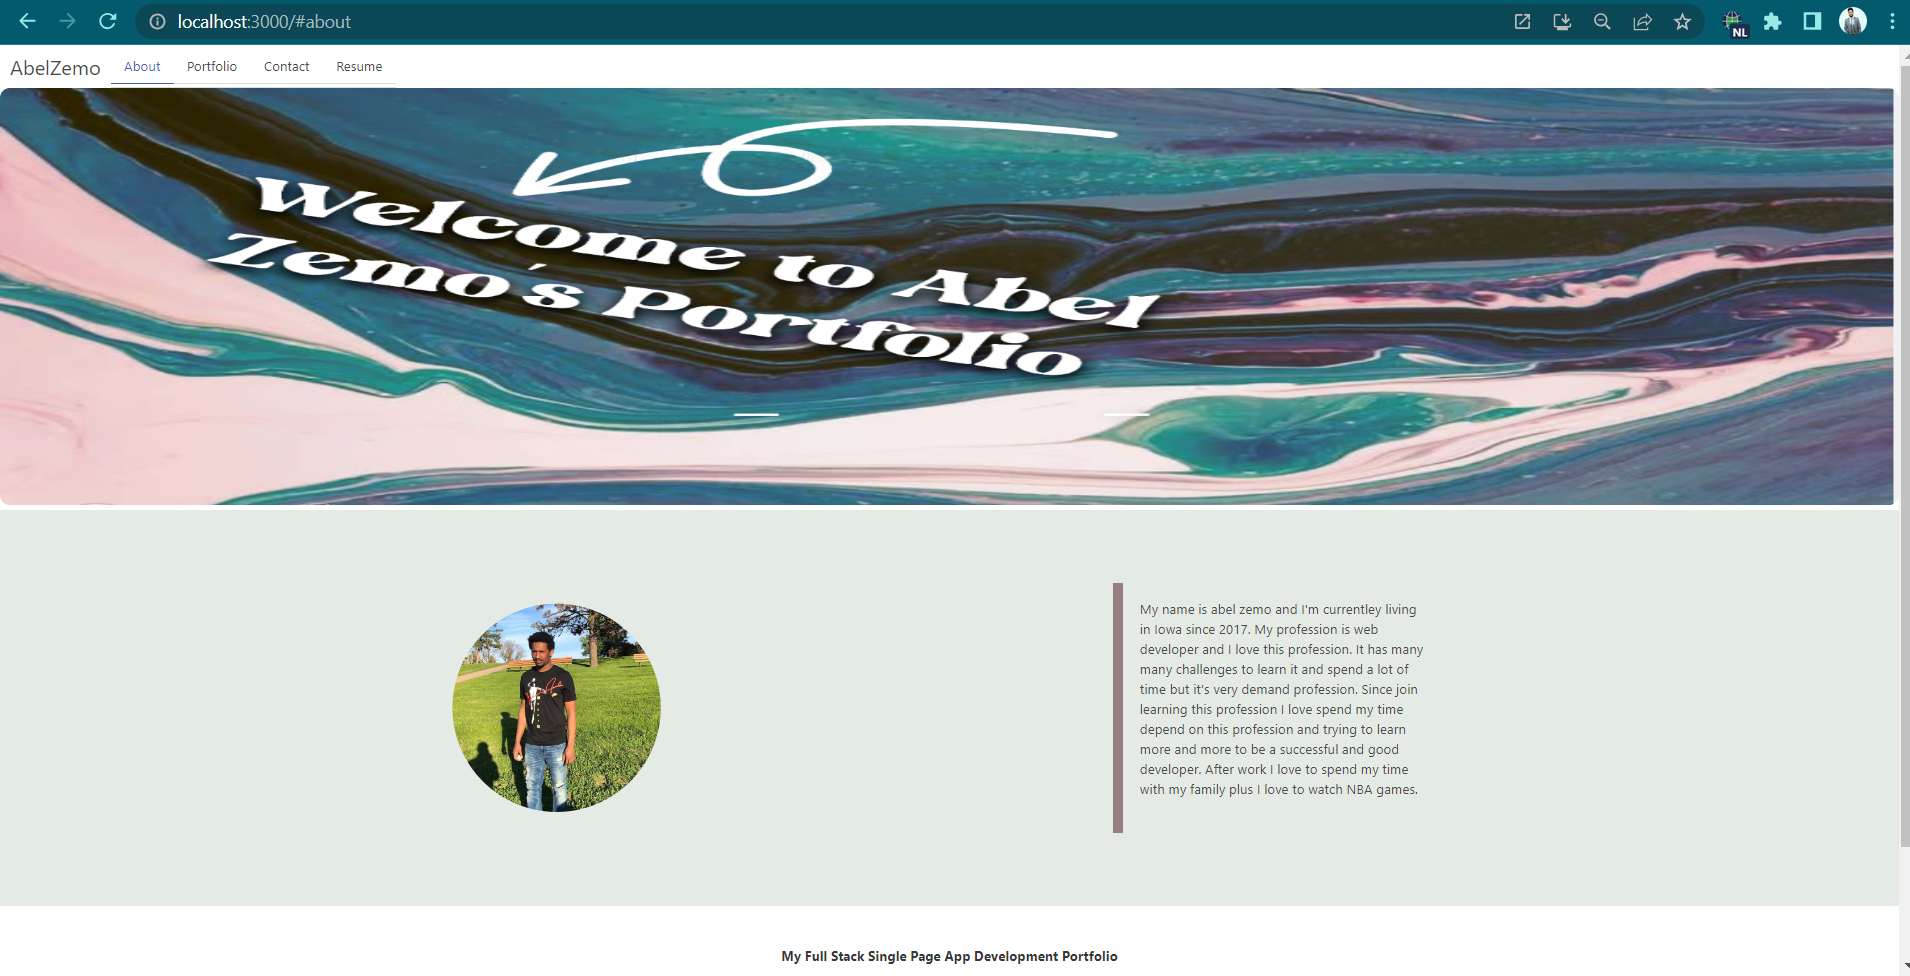 localhost:3000/#about
NL
AbelZemo About Portfolio Contact Resume
Welcome to Abel
Zemo´s Portfolio
My name is abel zemo and I'm currentley living
in Iowa since 2017. My profession is web
developer and I love this profession. It has many
many challenges to learn it and spend a lot of
time but it's very demand profession. Since join
learning this profession I love spend my time
depend on this profession and trying to learn
more and more to be a successful and good
developer. After work I love to spend my time
with my family plus I love to watch NBA games.
My Full Stack Single Page App Development Portfolio